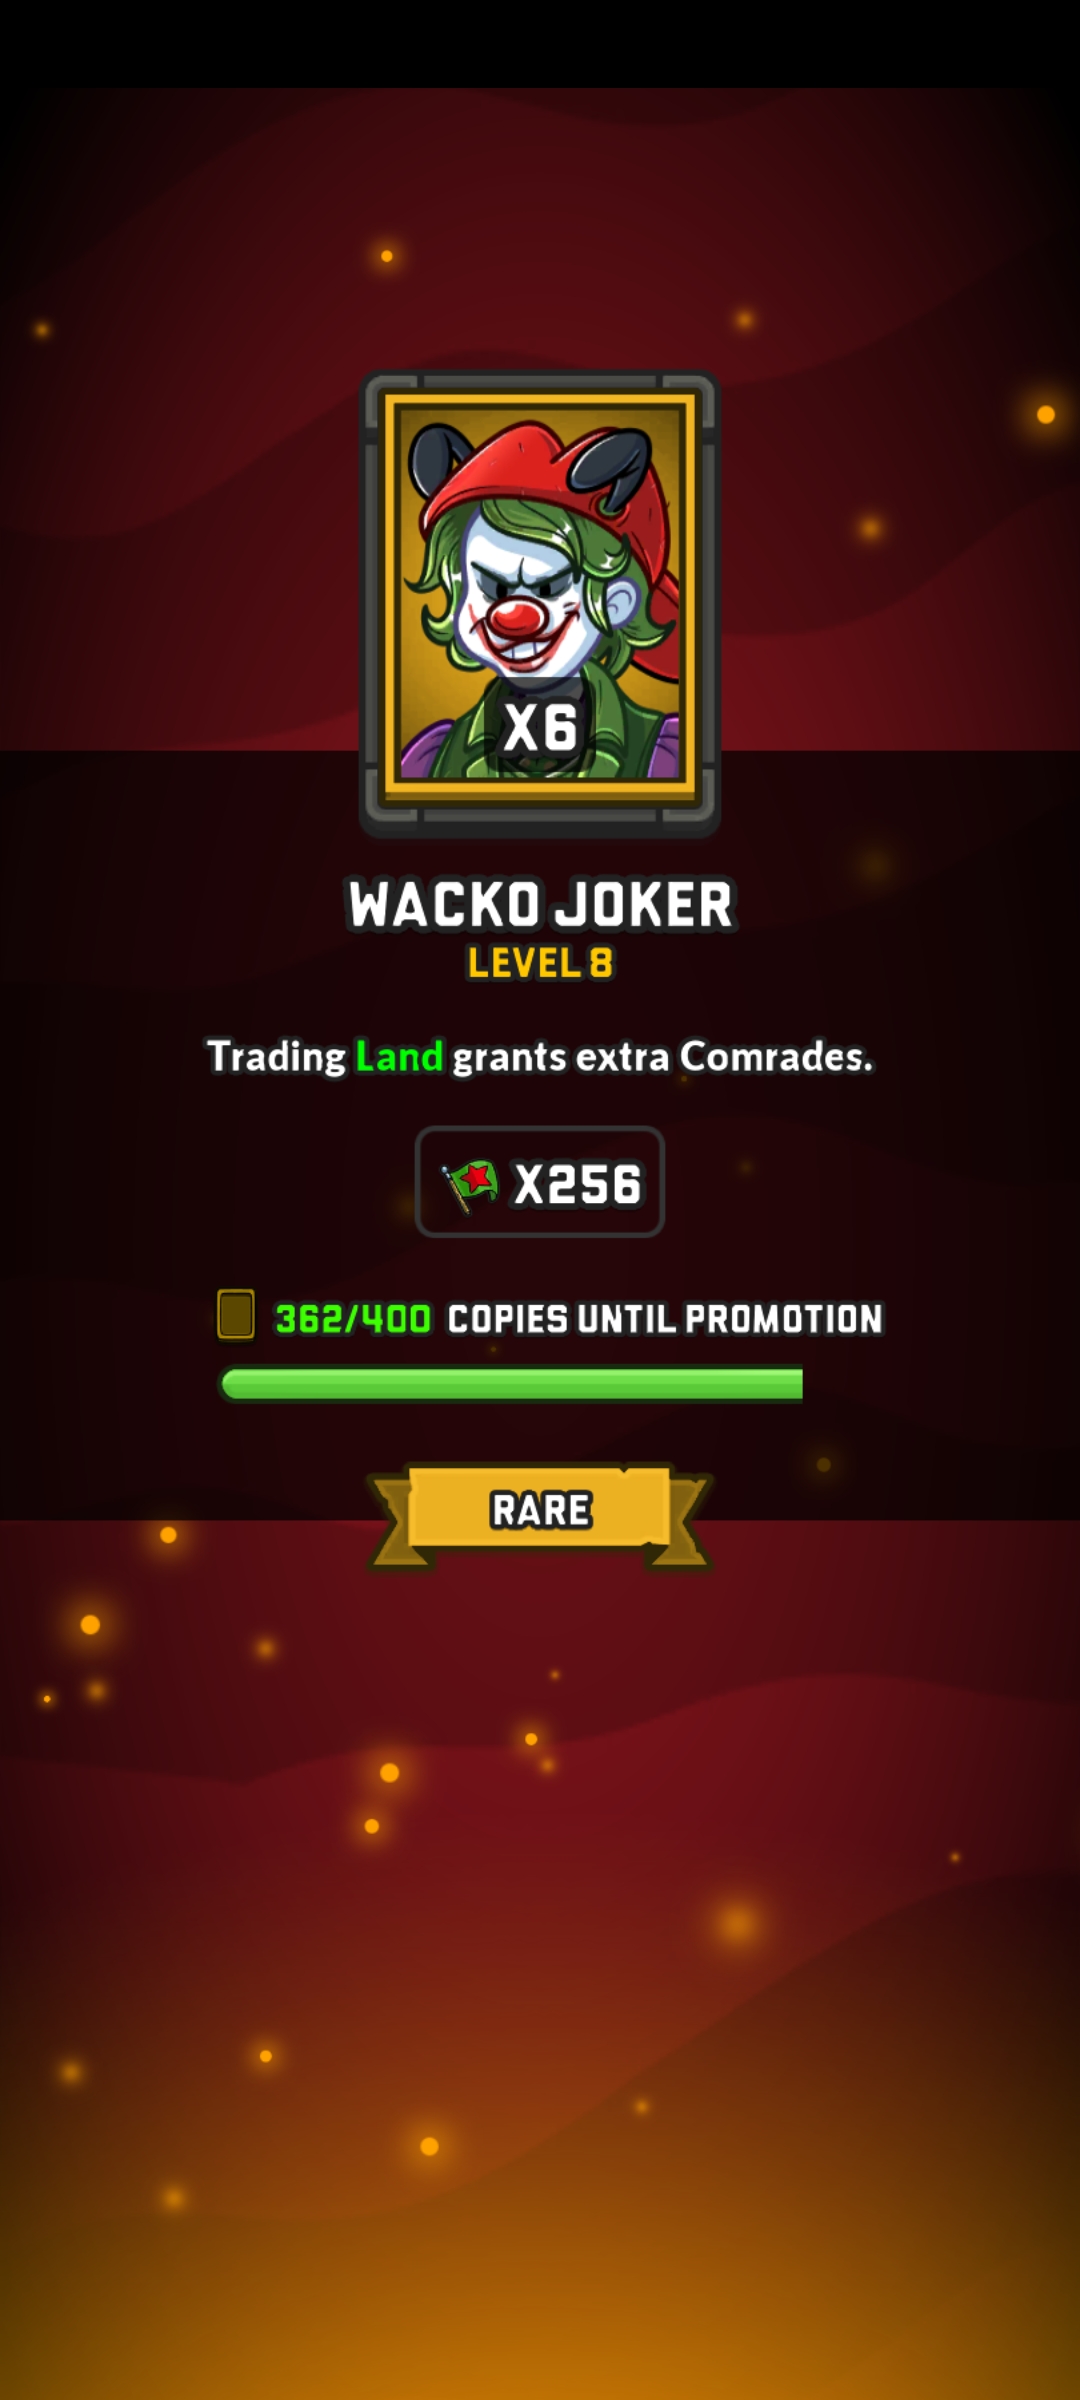 X6
WACKO JOKER
LEVEL 8
Trading Land grants extra Comrades.
X256
362/400 COPIES UNTIL PROMOTION
RARE